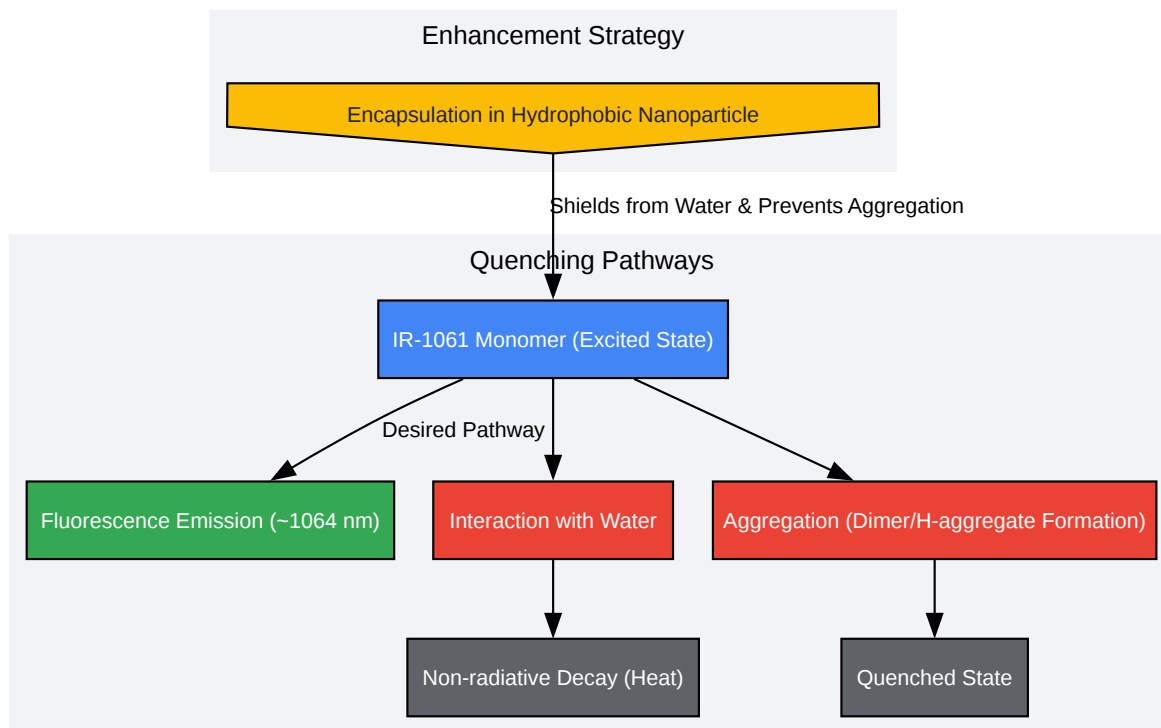 Enhancement Strategy
Encapsulation in Hydrophobic Nanoparticle
Shields from Water & Prevents Aggregation
Quenching Pathways
IR-1061 Monomer (Excited State)
Desired Pathway
Fluorescence Emission (~1064 nm)
Interaction with Water
Aggregation (Dimer/H-aggregate Formation)
Non-radiative Decay (Heat)
Quenched State